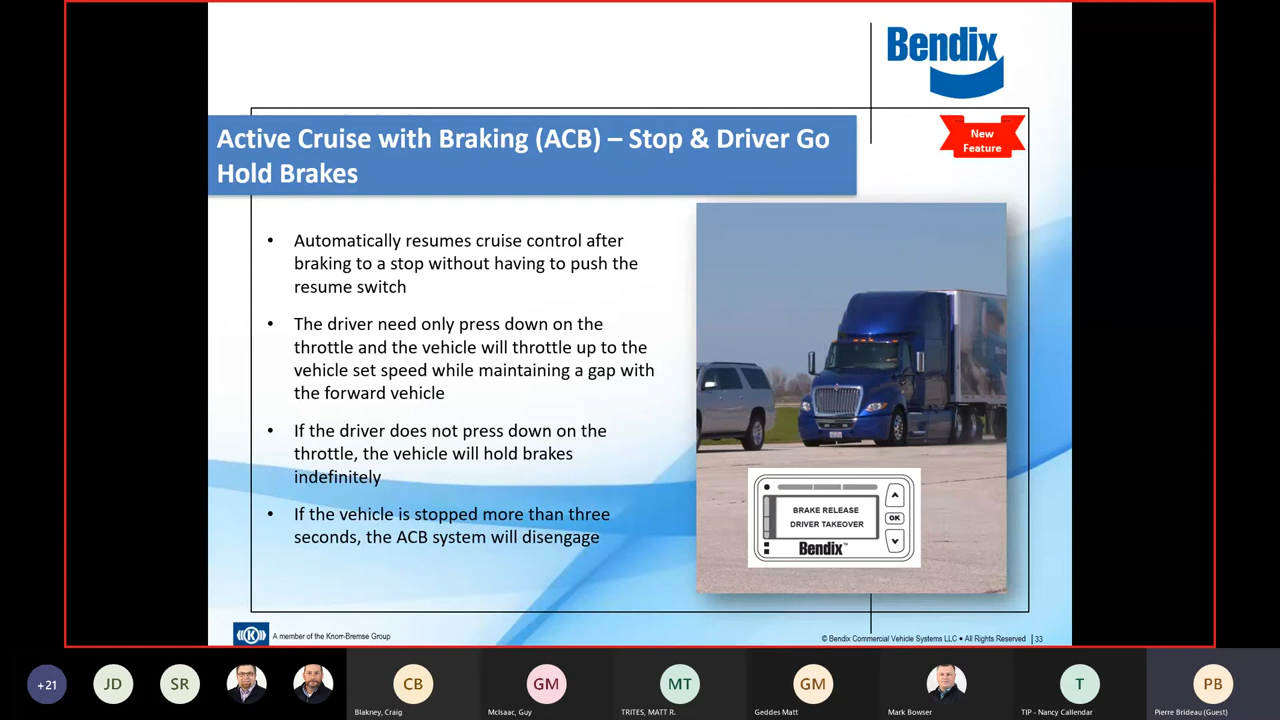 Bendix
New
Feature
Active Cruise with Braking (ACB) – Stop & Driver Go
Hold Brakes
• Automatically resumes cruise control after
braking to a stop without having to push the
resume switch
• The driver need only press down on the
throttle and the vehicle will throttle up to the
vehicle set speed while maintaining a gap with
the forward vehicle
• If the driver does not press down on the
throttle, the vehicle will hold brakes
indefinitely
• If the vehicle is stopped more than three
seconds, the ACB system will disengage
BRAKE RELEASE
DRIVER TAKEOVER
OK
Bendix™
A member of the Knorr-Bremse Group
© Bendix Commercial Vehicle Systems LLC • All Rights Reserved | 33
+21
JD
SR
CB
GM
MT
GM
T
PB
Blakney, Craig
McIsaac, Guy
TRITES, MATT R.
Geddes Matt
Mark Bowser
TIP - Nancy Callendar
Pierre Brideau (Guest)